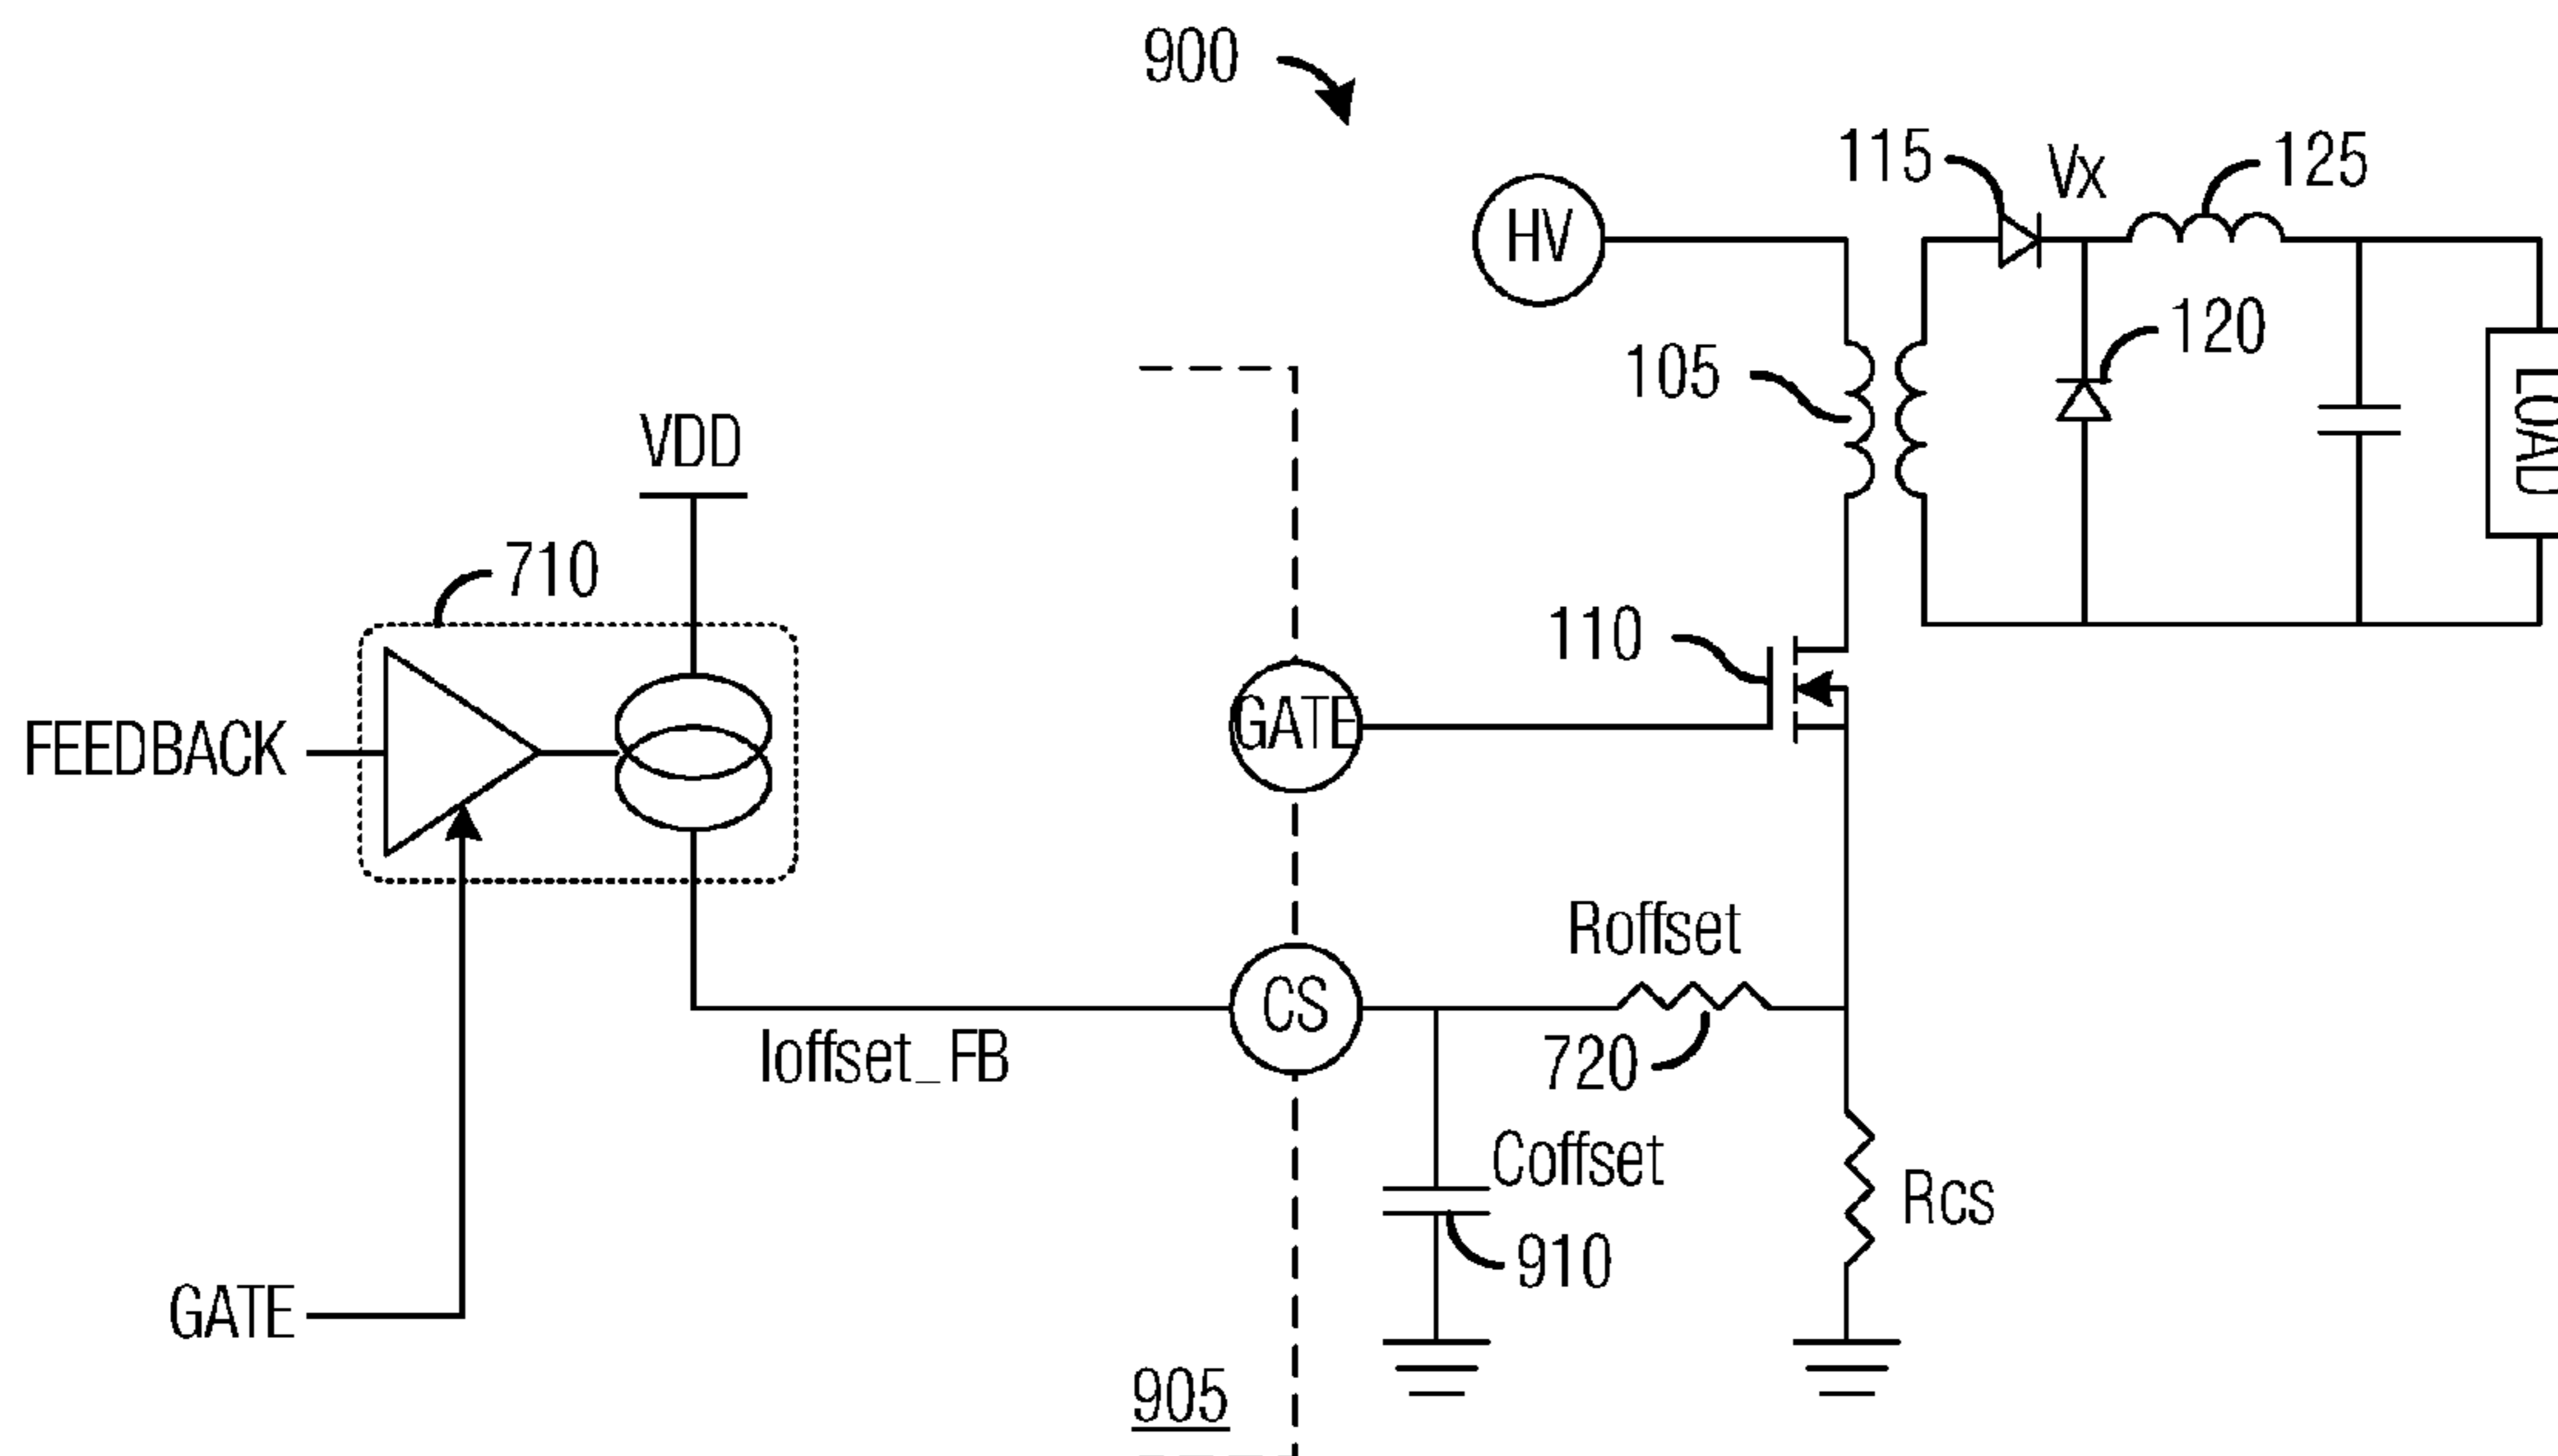 900
115
Vx
125
HV
120
105
VDD
710
110
LOAD
FEEDBACK
GATE
Roffset
CS
Ioffset_FB
720
Coffset
Rcs
910
GATE
905